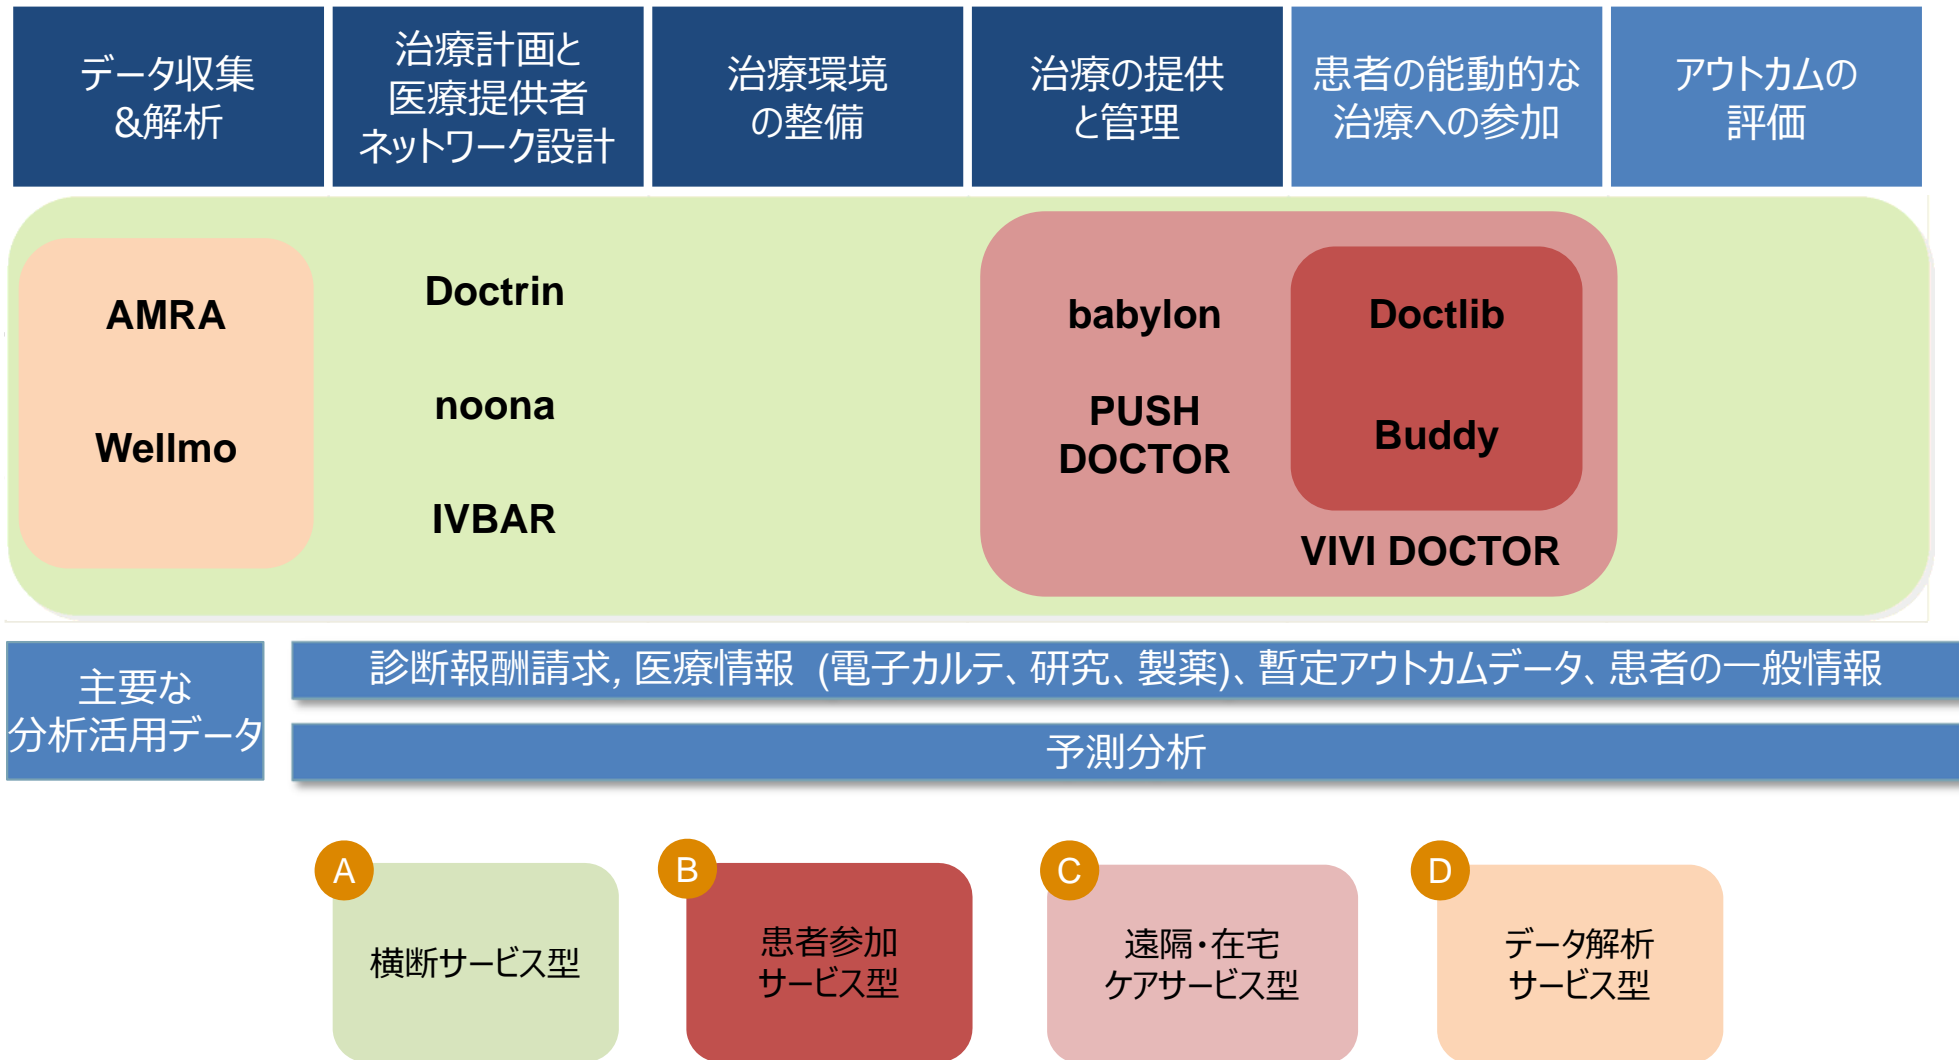 データ収集
&解析
治療計画と
医療提供者
ネットワーク設計
治療環境
の整備
治療の提供
と管理
患者の能動的な
治療への参加
アウトカムの
評価
AMRA
Wellmo
Doctrin
noona
IVBAR
babylon
PUSH
DOCTOR
Doctlib
Buddy
VIVI DOCTOR
主要な
分析活用データ
診断報酬請求, 医療情報 (電子カルテ、研究、製薬)、暫定アウトカムデータ、患者の一般情報
予測分析
A
横断サービス型
B
患者参加
サービス型
C
遠隔・在宅
ケアサービス型
D
データ解析
サービス型